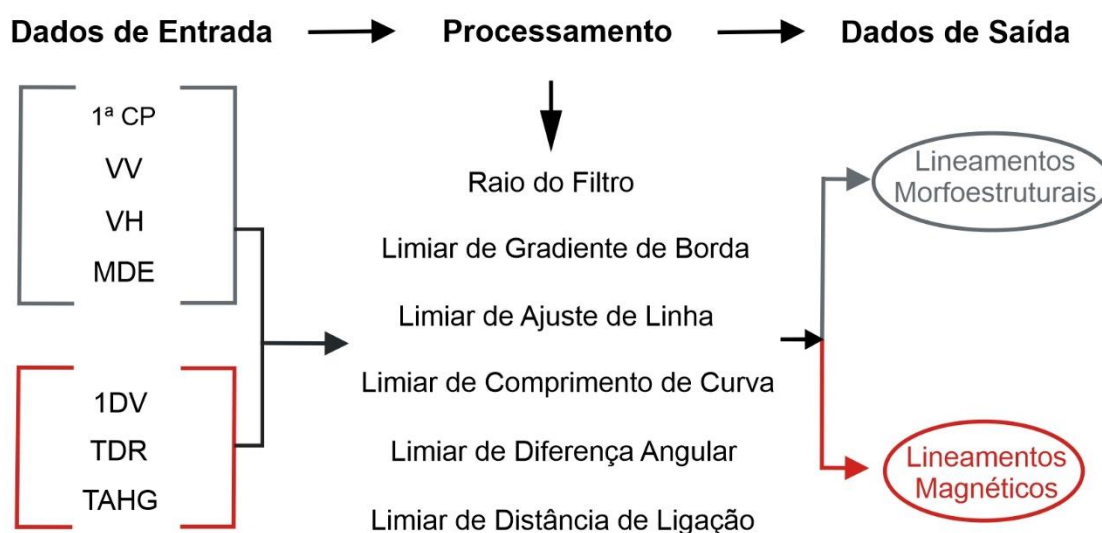 Dados de Entrada
Processamento
Dados de Saída
1ª CP
VV
VH
MDE
1DV
TDR
TAHG
Raio do Filtro
Limiar de Gradiente de Borda
Limiar de Ajuste de Linha
Limiar de Comprimento de Curva
Limiar de Diferença Angular
Limiar de Distância de Ligação
Lineamentos
Morfoestruturais
Lineamentos
Magnéticos